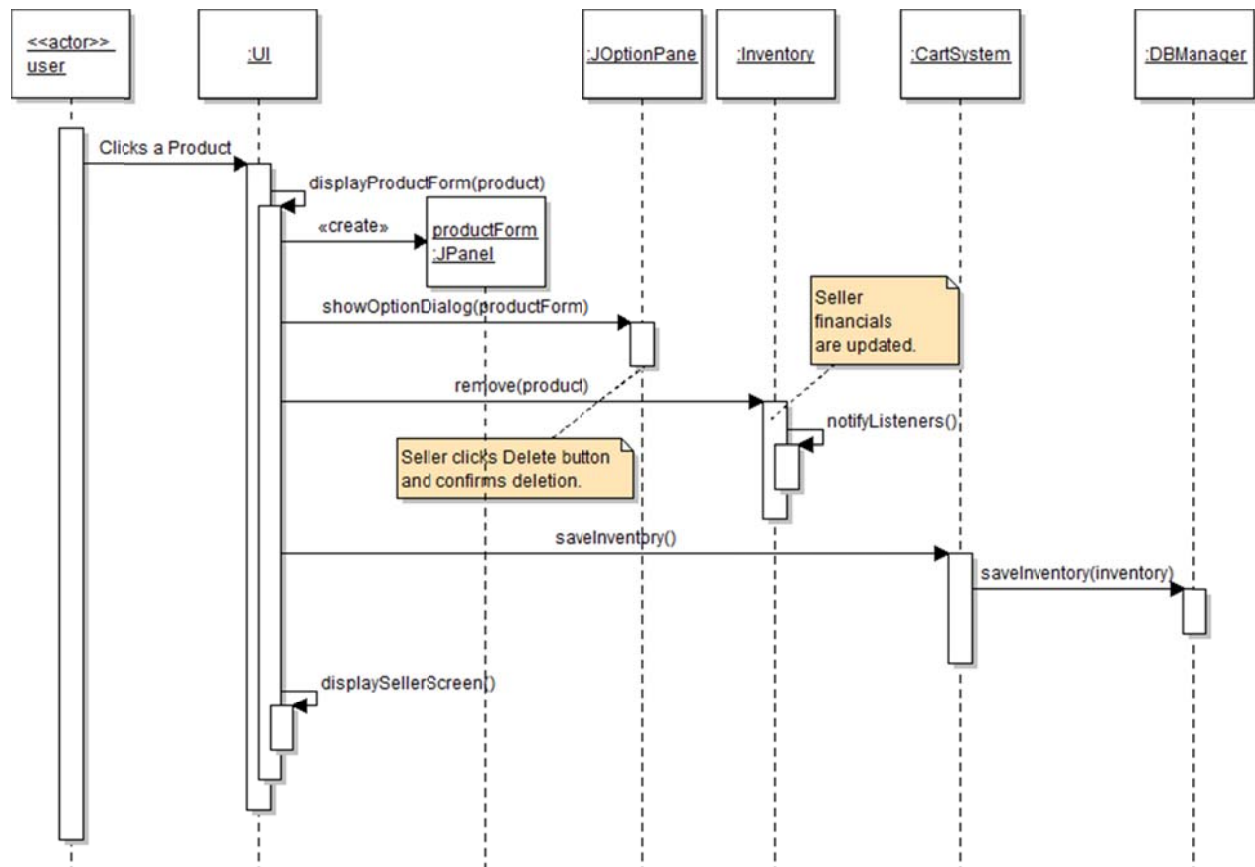 <<actor>>
user
:UI
:JOptionPane
:Inventory
:CartSystem
:DBManager
Clicks a Product
displayProductForm(product)
«create»
productForm
:JPanel
showOptionDialog(productForm)
Seller
financials
are updated.
remove(product)
notifyListeners()
Seller clicks Delete button
and confirms deletion.
saveInventory()
saveInventory(inventory)
displaySellerScreen()